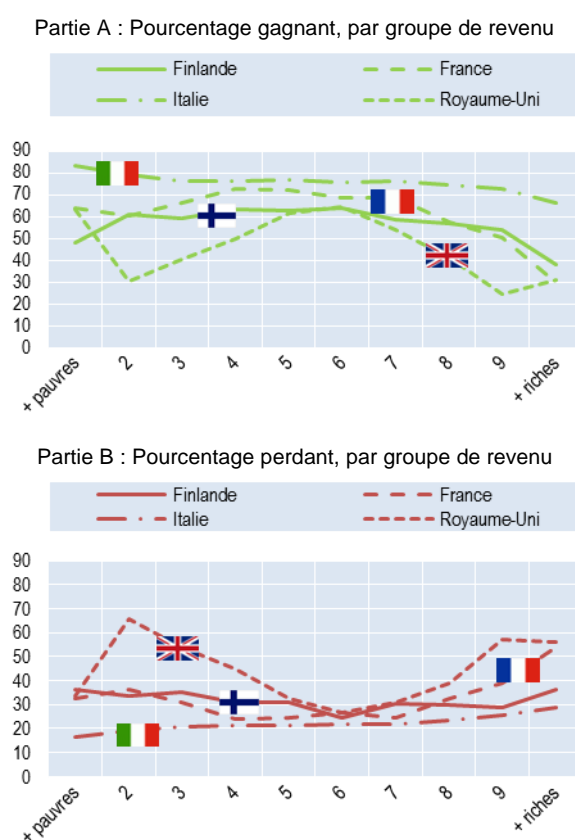 Partie A : Pourcentage gagnant, par groupe de revenu
Finlande France
Italie Royaume-Uni
90
80
70
60
50
40
30
20
10
0
+ pauvres 2 3 4 5 6 7 8 9 + riches
Partie B : Pourcentage perdant, par groupe de revenu
Finlande France
Italie Royaume-Uni
90
80
70
60
50
40
30
20
10
0
+ pauvres 2 3 4 5 6 7 8 9 + riches